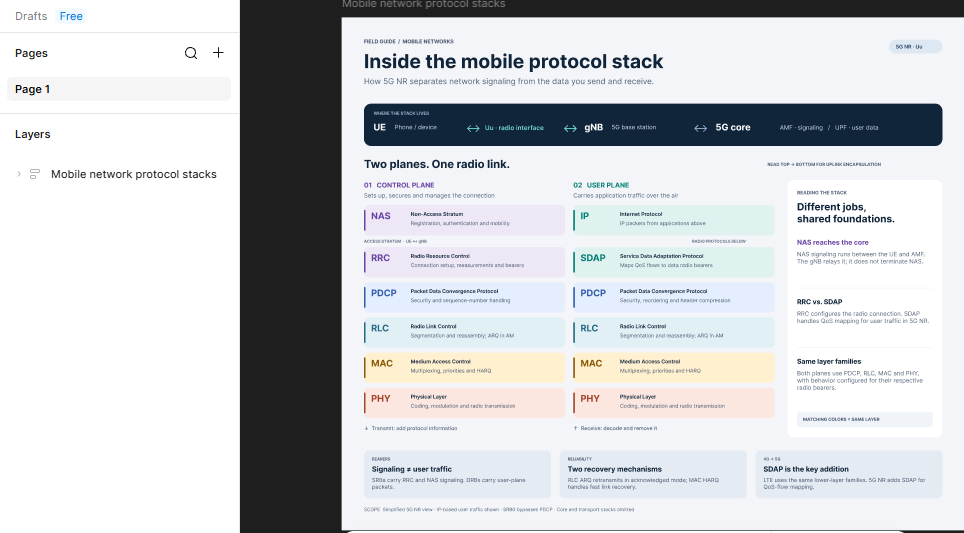 Drafts Free
Pages
Page 1
Layers
Mobile network protocol stacks
Mobile network protocol stacks
FIELD GUIDE / MOBILE NETWORKS
5G NR · Uu
Inside the mobile protocol stack
How 5G NR separates network signaling from the data you send and receive.
WHERE THE STACK LIVES
UE Phone / device ↔ Uu · radio interface ↔ gNB 5G base station ↔ 5G core AMF · signaling / UPF · user data
Two planes. One radio link.
READ TOP → BOTTOM FOR UPLINK ENCAPSULATION
01 CONTROL PLANE
Sets up, secures and manages the connection
NAS Non-Access Stratum
Registration, authentication and mobility
ACCESS STRATUM · UE ↔ gNB
RRC Radio Resource Control
Connection setup, measurements and bearers
PDCP Packet Data Convergence Protocol
Security and sequence-number handling
RLC Radio Link Control
Segmentation and reassembly; ARQ in AM
MAC Medium Access Control
Multiplexing, priorities and HARQ
PHY Physical Layer
Coding, modulation and radio transmission
↓ Transmit: add protocol information
02 USER PLANE
Carries application traffic over the air
IP Internet Protocol
IP packets from applications above
RADIO PROTOCOLS BELOW
SDAP Service Data Adaptation Protocol
Maps QoS flows to data radio bearers
PDCP Packet Data Convergence Protocol
Security, reordering and header compression
RLC Radio Link Control
Segmentation and reassembly; ARQ in AM
MAC Medium Access Control
Multiplexing, priorities and HARQ
PHY Physical Layer
Coding, modulation and radio transmission
↑ Receive: decode and remove it
READING THE STACK
Different jobs,
shared foundations.
NAS reaches the core
NAS signaling runs between the UE and AMF.
The gNB relays it; it does not terminate NAS.
RRC vs. SDAP
RRC configures the radio connection. SDAP
handles QoS mapping for user traffic in 5G NR.
Same layer families
Both planes use PDCP, RLC, MAC and PHY,
with behavior configured for their respective
radio bearers.
MATCHING COLORS = SAME LAYER
BEARERS
Signaling ≠ user traffic
SRBs carry RRC and NAS signaling. DRBs carry user-plane
packets.
RELIABILITY
Two recovery mechanisms
RLC ARQ retransmits in acknowledged mode; MAC HARQ
handles fast link recovery.
4G → 5G
SDAP is the key addition
LTE uses the same lower-layer families. 5G NR adds SDAP for
QoS-flow mapping.
SCOPE Simplified 5G NR view · IP-based user traffic shown · SRB0 bypasses PDCP · Core and transport stacks omitted